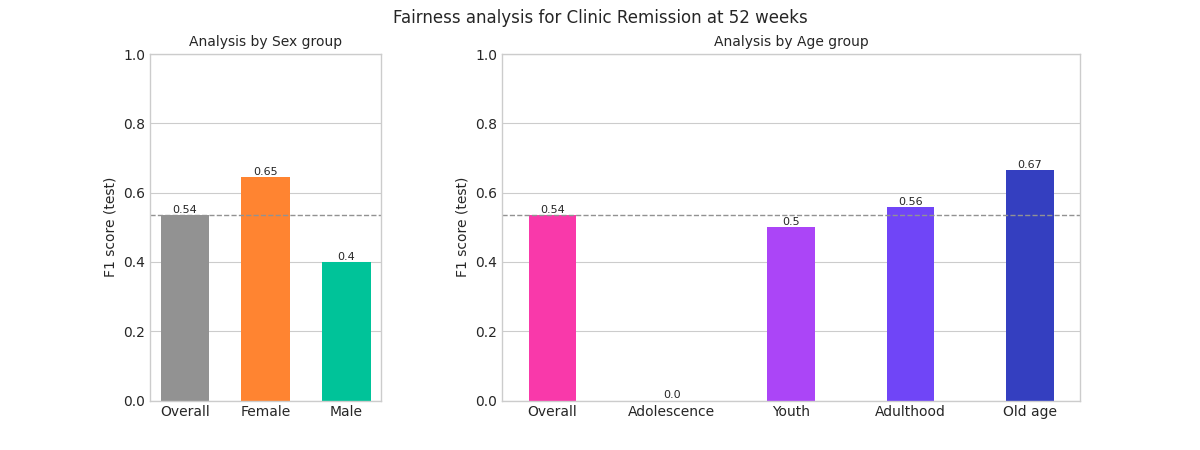 Fairness analysis for Clinic Remission at 52 weeks
Analysis by Sex group
F1 score (test)
1.0
0.8
0.6
0.4
0.2
0.0
0.54
0.65
0.4
Overall
Female
Male
Analysis by Age group
F1 score (test)
1.0
0.8
0.6
0.4
0.2
0.0
0.54
0.0
0.5
0.56
0.67
Overall
Adolescence
Youth
Adulthood
Old age